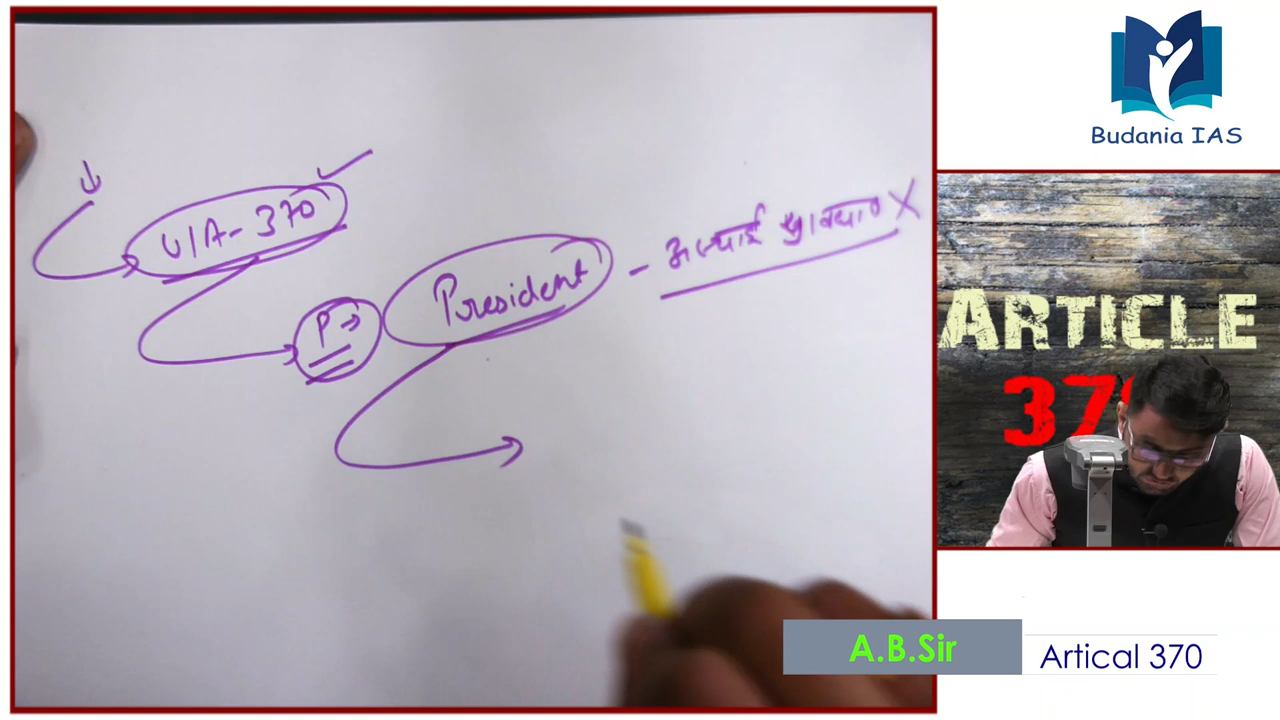 U/A-370
P→
President - अस्थाई प्रावधान X
Budania IAS
ARTICLE
370
A.B.Sir
Artical 370